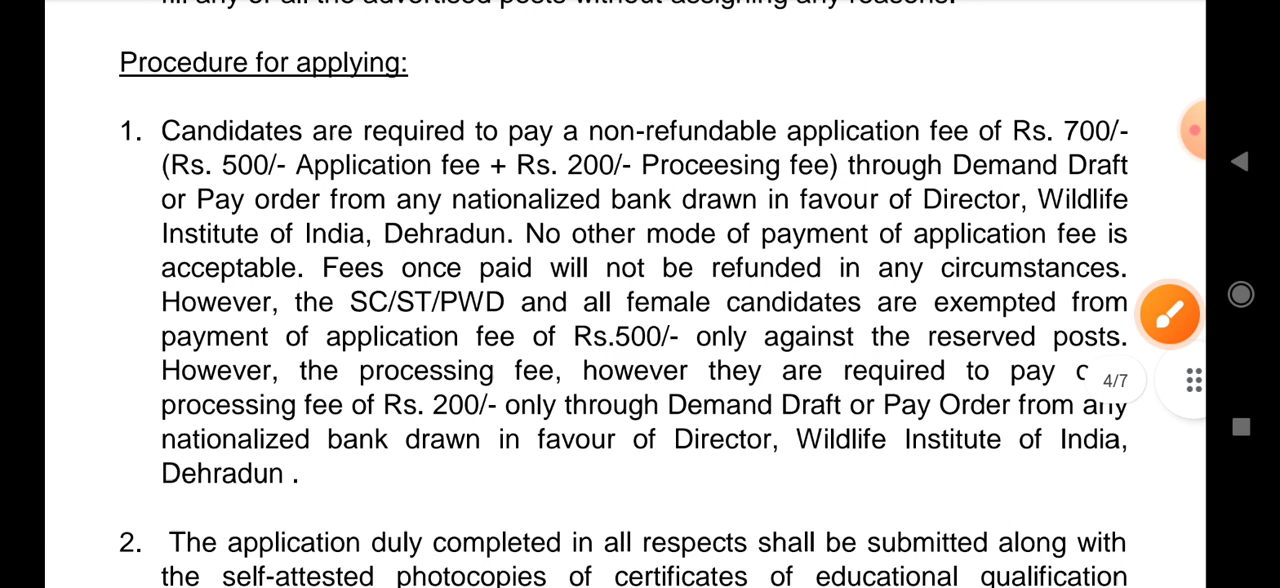 Procedure for applying:
1. Candidates are required to pay a non-refundable application fee of Rs. 700/-
(Rs. 500/- Application fee + Rs. 200/- Proceesing fee) through Demand Draft
or Pay order from any nationalized bank drawn in favour of Director, Wildlife
Institute of India, Dehradun. No other mode of payment of application fee is
acceptable. Fees once paid will not be refunded in any circumstances.
However, the SC/ST/PWD and all female candidates are exempted from
payment of application fee of Rs.500/- only against the reserved posts.
However, the processing fee, however they are required to pay
4/7
processing fee of Rs. 200/- only through Demand Draft or Pay Order from any
nationalized bank drawn in favour of Director, Wildlife Institute of India,
Dehradun .
2. The application duly completed in all respects shall be submitted along with
the self-attested photocopies of certificates of educational qualification